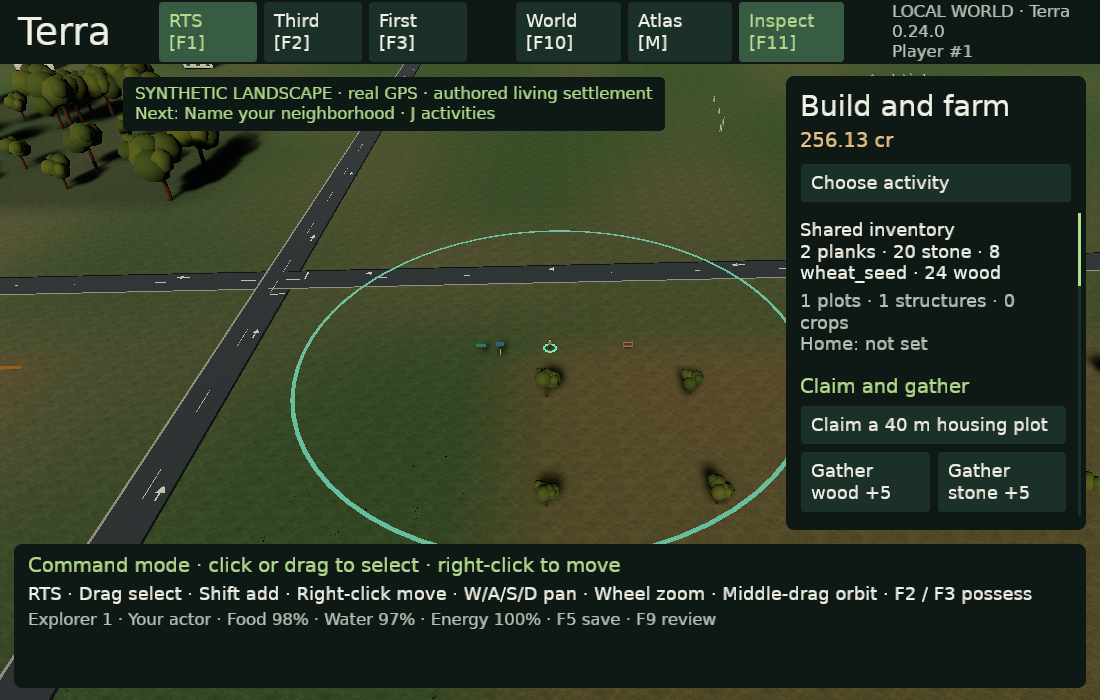 Terra
RTS
[F1]
Third
[F2]
First
[F3]
World
[F10]
Atlas
[M]
Inspect
[F11]
LOCAL WORLD · Terra
0.24.0
Player #1
SYNTHETIC LANDSCAPE · real GPS · authored living settlement
Next: Name your neighborhood · J activities
Build and farm
256.13 cr
Choose activity
Shared inventory
2 planks · 20 stone · 8
wheat_seed · 24 wood
1 plots · 1 structures · 0
crops
Home: not set
Claim and gather
Claim a 40 m housing plot
Gather
wood +5
Gather
stone +5
Command mode · click or drag to select · right-click to move
RTS · Drag select · Shift add · Right-click move · W/A/S/D pan · Wheel zoom · Middle-drag orbit · F2 / F3 possess
Explorer 1 · Your actor · Food 98% · Water 97% · Energy 100% · F5 save · F9 review